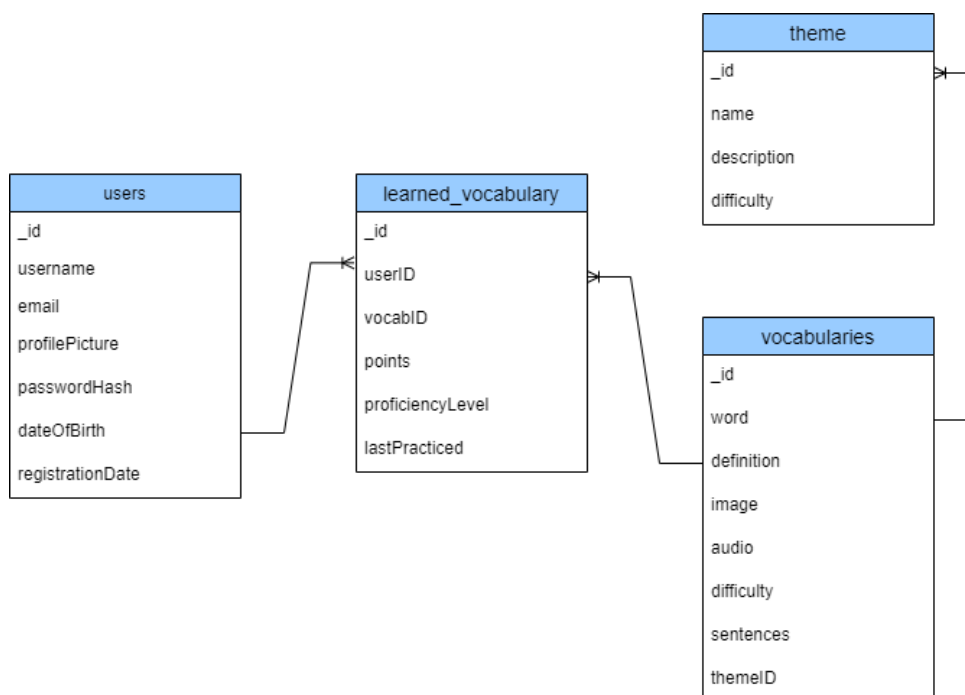 theme
_id
name
description
difficulty
users
_id
username
email
profilePicture
passwordHash
dateOfBirth
registrationDate
learned_vocabulary
_id
userID
vocabID
points
proficiencyLevel
lastPracticed
vocabularies
_id
word
definition
image
audio
difficulty
sentences
themeID